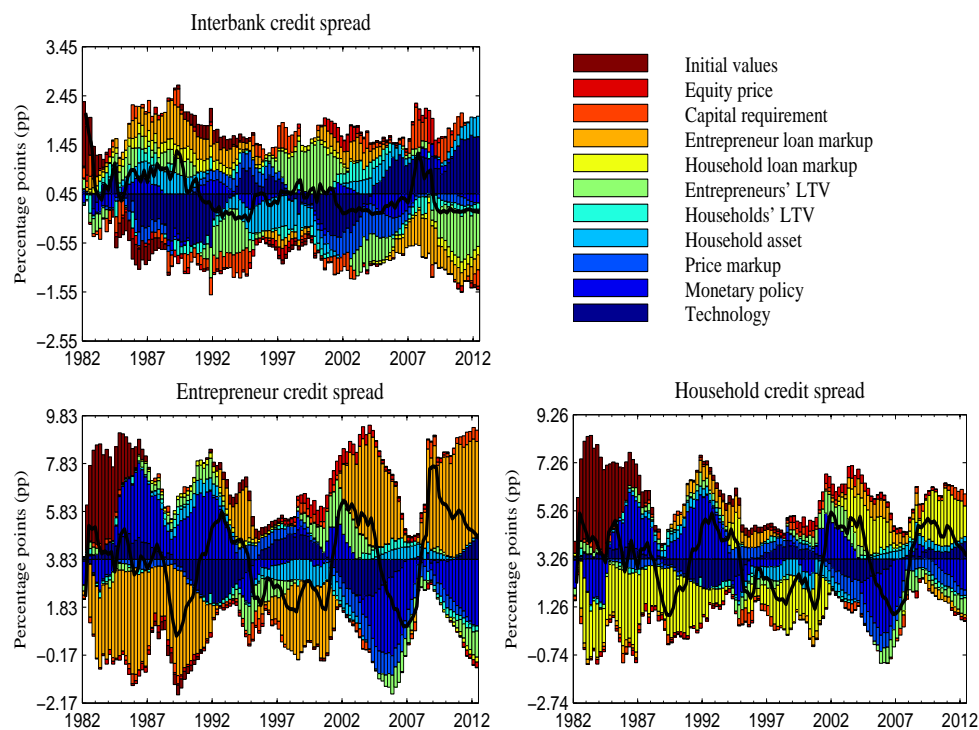 Interbank credit spread
Percentage points (pp)
3.45
2.45
1.45
0.45
−0.55
−1.55
−2.55
1982 1987 1992 1997 2002 2007 2012
Initial values
Equity price
Capital requirement
Entrepreneur loan markup
Household loan markup
Entrepreneurs' LTV
Households' LTV
Household asset
Price markup
Monetary policy
Technology
Entrepreneur credit spread
Percentage points (pp)
9.83
7.83
5.83
3.83
1.83
−0.17
−2.17
1982 1987 1992 1997 2002 2007 2012
Household credit spread
Percentage points (pp)
9.26
7.26
5.26
3.26
1.26
−0.74
−2.74
1982 1987 1992 1997 2002 2007 2012